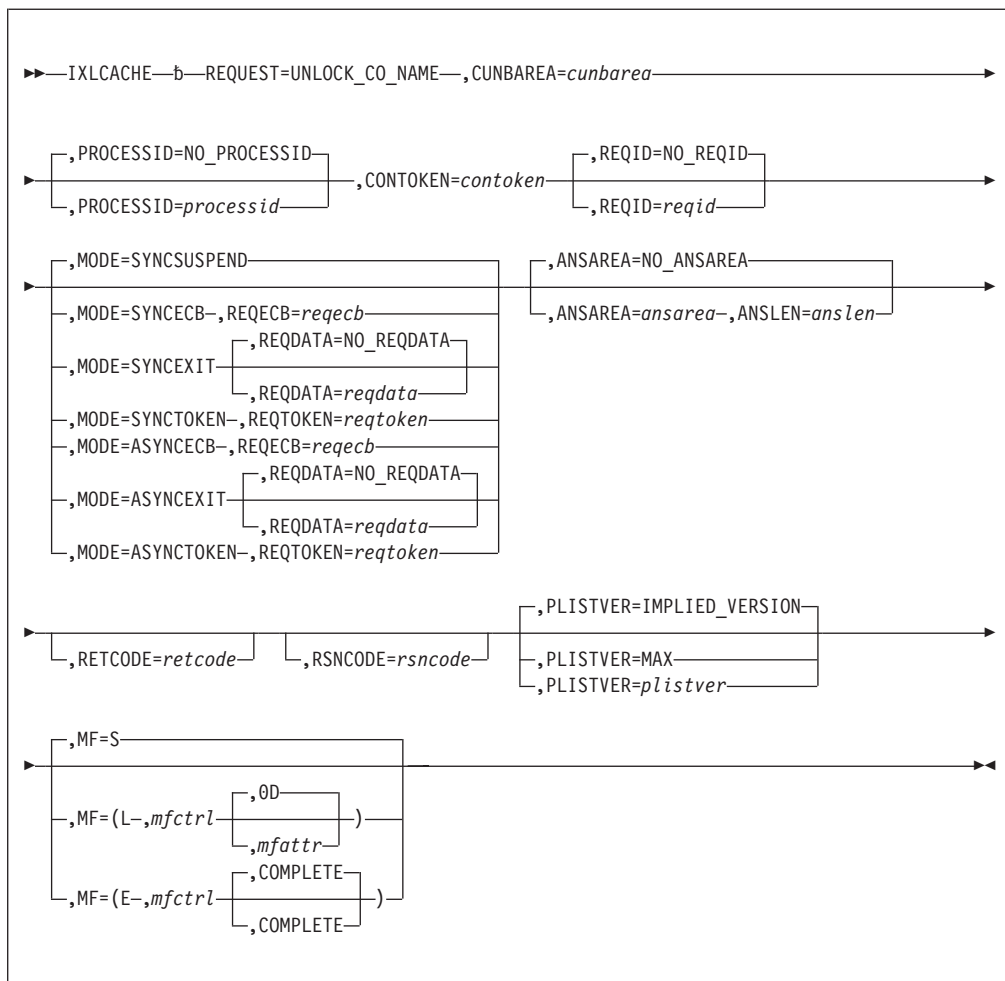 IXLCACHE ␢ REQUEST=UNLOCK_CO_NAME ,CUNBAREA=cunbarea
,PROCESSID=NO_PROCESSID ,REQID=NO_REQID
,CONTOKEN=contoken
,PROCESSID=processid ,REQID=reqid
,MODE=SYNCSUSPEND ,ANSAREA=NO_ANSAREA
,MODE=SYNCECB ,REQECB=reqecb ,ANSAREA=ansarea ,ANSLEN=anslen
,REQDATA=NO_REQDATA
,MODE=SYNCEXIT
,REQDATA=reqdata
,MODE=SYNCTOKEN ,REQTOKEN=reqtoken
,MODE=ASYNCECB ,REQECB=reqecb
,REQDATA=NO_REQDATA
,MODE=ASYNCEXIT
,REQDATA=reqdata
,MODE=ASYNCTOKEN ,REQTOKEN=reqtoken
,PLISTVER=IMPLIED_VERSION
,RETCODE=retcode ,RSNCODE=rsncode ,PLISTVER=MAX
,PLISTVER=plistver
,MF=S
,0D
,MF=(L ,mfctrl )
,mfattr
,COMPLETE
,MF=(E ,mfctrl )
,COMPLETE